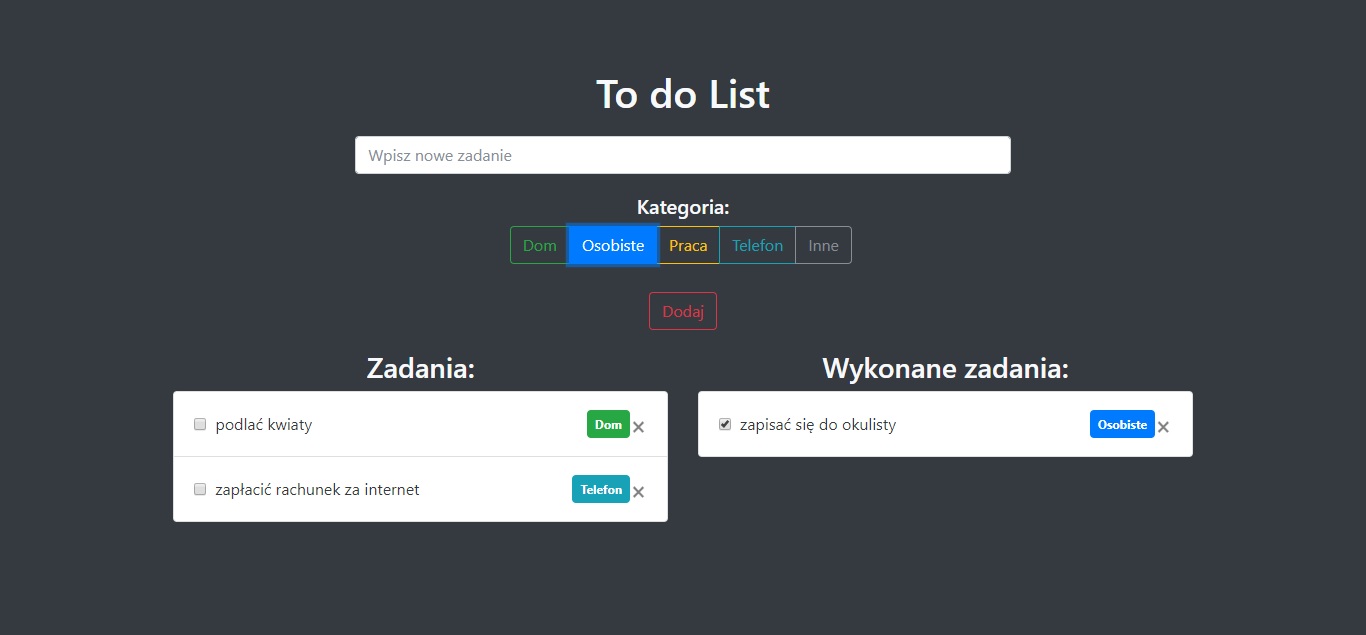 To do List
Wpisz nowe zadanie
Kategoria:
Dom Osobiste Praca Telefon Inne
Dodaj
Zadania:
podlać kwiaty Dom ×
zapłacić rachunek za internet Telefon ×
Wykonane zadania:
zapisać się do okulisty Osobiste ×